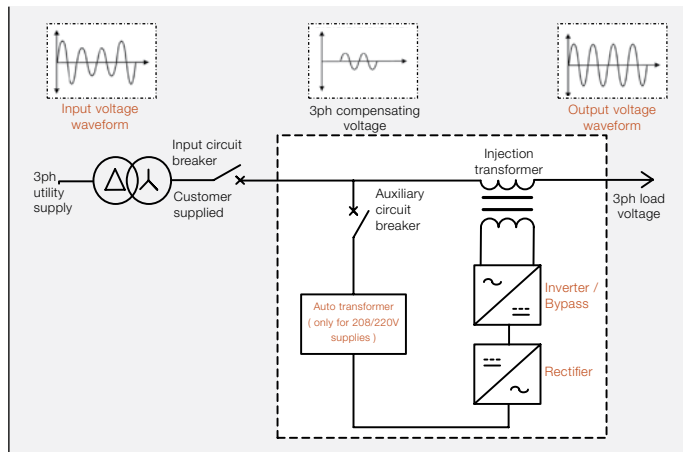 Input voltage
waveform
3ph compensating
voltage
Output voltage
waveform
Input circuit
breaker
Injection
transformer
3ph
utility
supply
Customer
supplied
Auxiliary
circuit
breaker
3ph load
voltage
Auto transformer
( only for 208/220V
supplies )
Inverter /
Bypass
Rectifier